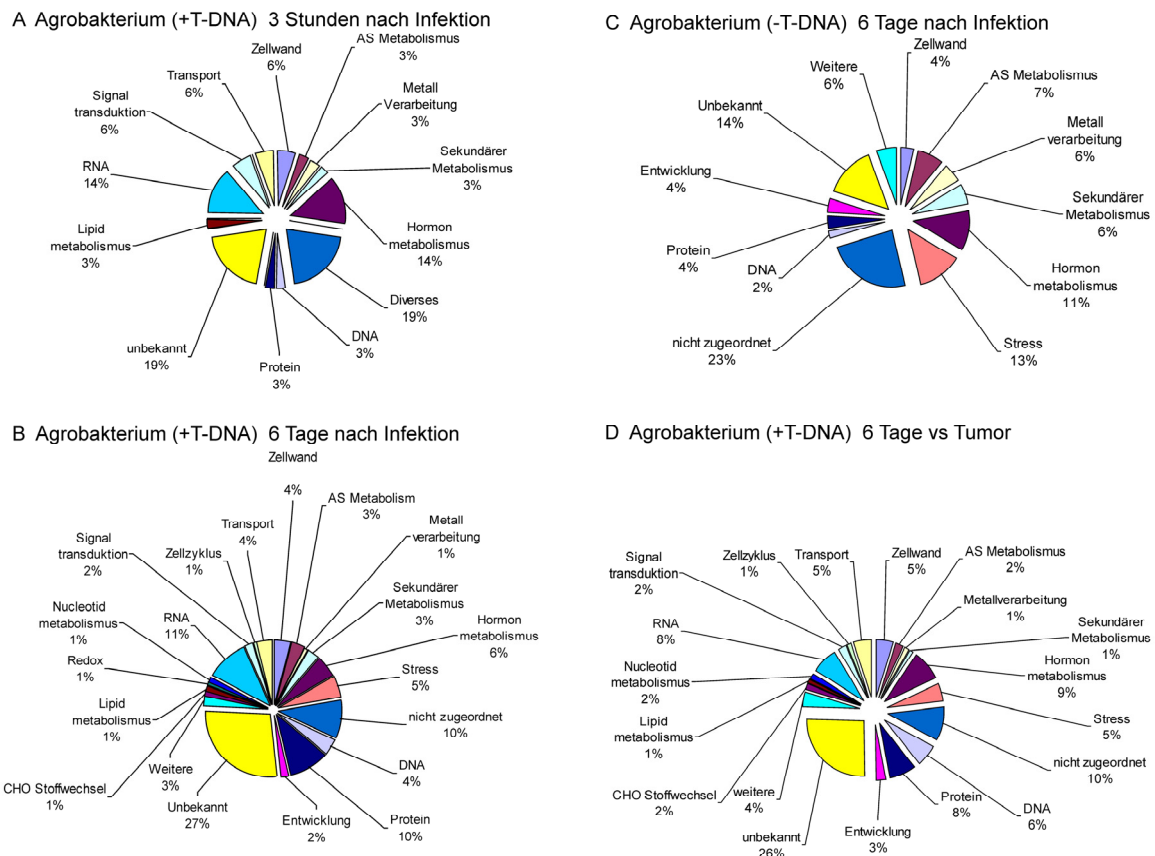 A Agrobakterium (+T-DNA) 3 Stunden nach Infektion
Zellwand
6%
AS Metabolismus
3%
Metall
Verarbeitung
3%
Sekundärer
Metabolismus
3%
Hormon
metabolismus
14%
Diverses
19%
DNA
3%
Protein
3%
unbekannt
19%
Lipid
metabolismus
3%
RNA
14%
Signal
transduktion
6%
Transport
6%
C Agrobakterium (-T-DNA) 6 Tage nach Infektion
Zellwand
4%
AS Metabolismus
7%
Metall
verarbeitung
6%
Sekundärer
Metabolismus
6%
Hormon
metabolismus
11%
Stress
13%
nicht zugeordnet
23%
DNA
2%
Protein
4%
Entwicklung
4%
Unbekannt
14%
Weitere
6%
B Agrobakterium (+T-DNA) 6 Tage nach Infektion
Zellwand
4%
AS Metabolism
3%
Metall
verarbeitung
1%
Sekundärer
Metabolismus
3%
Hormon
metabolismus
6%
Stress
5%
nicht zugeordnet
10%
DNA
4%
Protein
10%
Entwicklung
2%
Unbekannt
27%
Weitere
3%
CHO Stoffwechsel
1%
Lipid
metabolismus
1%
Redox
1%
Nucleotid
metabolismus
1%
RNA
11%
Signal
transduktion
2%
Zellzyklus
1%
Transport
4%
D Agrobakterium (+T-DNA) 6 Tage vs Tumor
Zellwand
5%
AS Metabolismus
2%
Metallverarbeitung
1%
Sekundärer
Metabolismus
1%
Hormon
metabolismus
9%
Stress
5%
nicht zugeordnet
10%
DNA
6%
Protein
8%
Entwicklung
3%
unbekannt
26%
weitere
4%
CHO Stoffwechsel
2%
Lipid
metabolismus
1%
Nucleotid
metabolismus
2%
RNA
8%
Signal
transduktion
2%
Zellzyklus
1%
Transport
5%